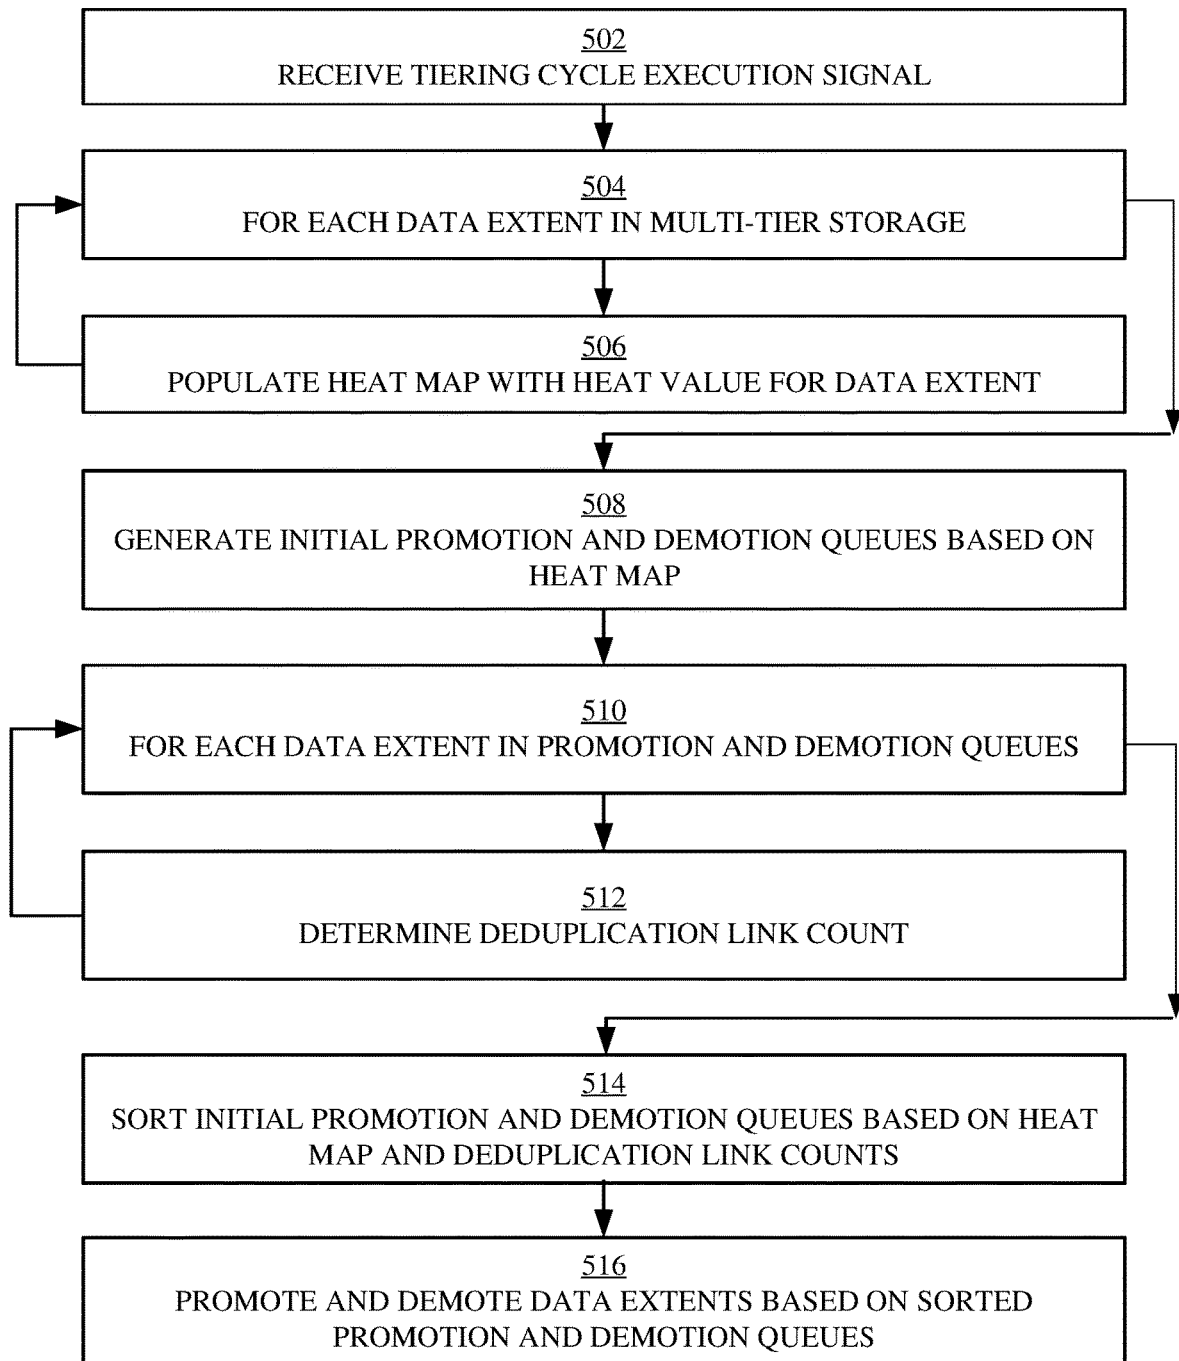 502
RECEIVE TIERING CYCLE EXECUTION SIGNAL
504
FOR EACH DATA EXTENT IN MULTI-TIER STORAGE
506
POPULATE HEAT MAP WITH HEAT VALUE FOR DATA EXTENT
508
GENERATE INITIAL PROMOTION AND DEMOTION QUEUES BASED ON
HEAT MAP
510
FOR EACH DATA EXTENT IN PROMOTION AND DEMOTION QUEUES
512
DETERMINE DEDUPLICATION LINK COUNT
514
SORT INITIAL PROMOTION AND DEMOTION QUEUES BASED ON HEAT
MAP AND DEDUPLICATION LINK COUNTS
516
PROMOTE AND DEMOTE DATA EXTENTS BASED ON SORTED
PROMOTION AND DEMOTION QUEUES